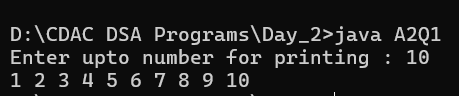 D:\CDAC DSA Programs\Day_2>java A2Q1
Enter upto number for printing : 10
1 2 3 4 5 6 7 8 9 10